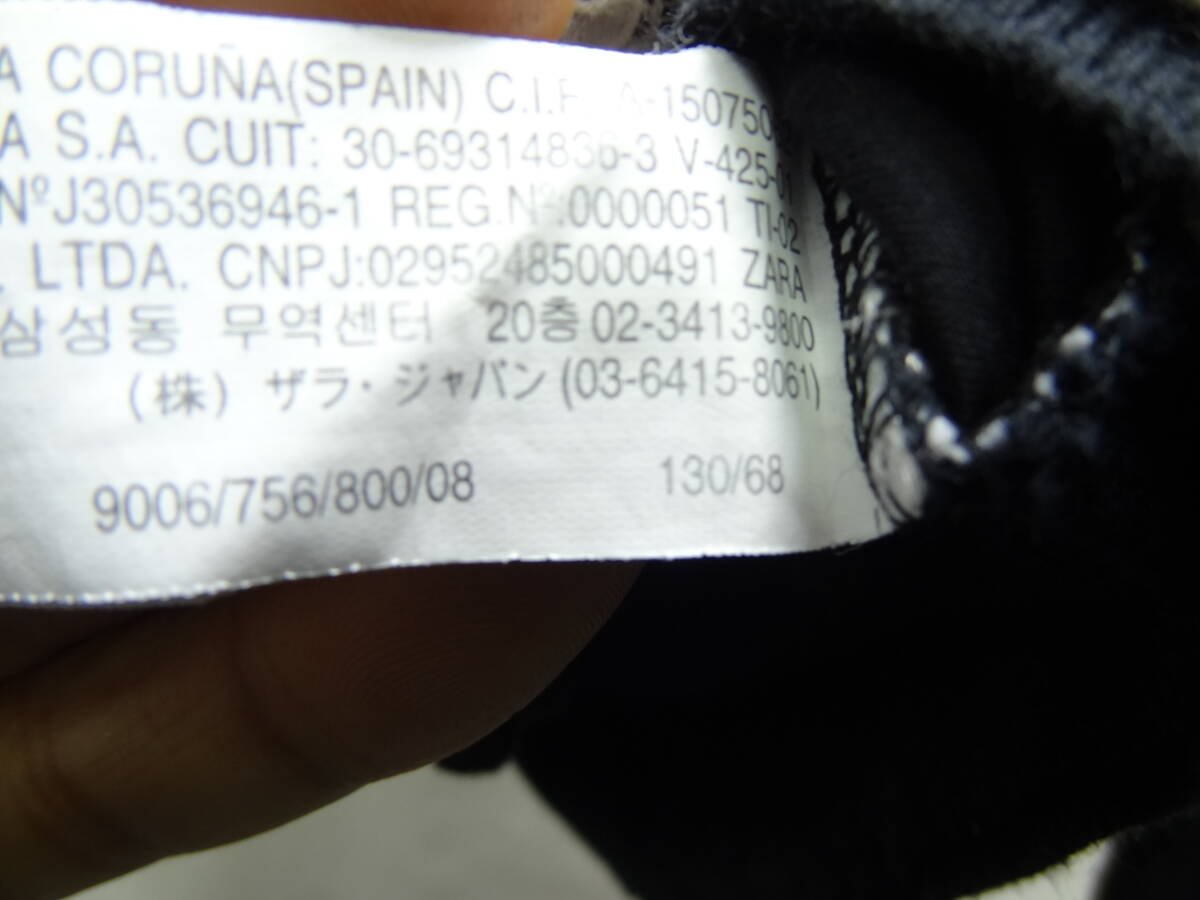 A CORUÑA(SPAIN) C.I.F. A-150750
A S.A. CUIT: 30-69314836-3 V-425-01
NºJ30536946-1 REG.Nº.:0000051 TI-02
. LTDA. CNPJ:02952485000491 ZARA
삼성동 무역센터 20층 02-3413-9800
(株) ザラ・ジャパン (03-6415-8061)
9006/756/800/08 130/68